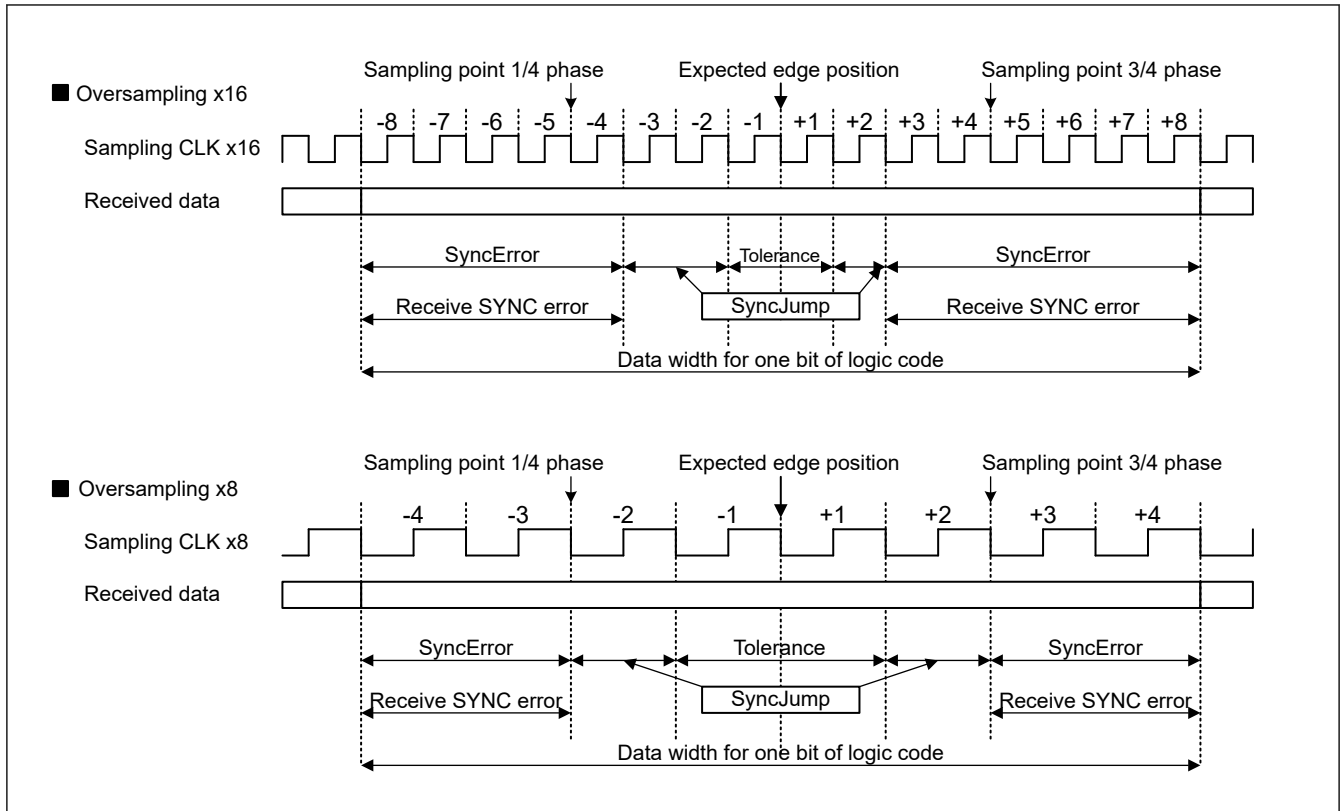 Sampling point 1/4 phase Expected edge position Sampling point 3/4 phase
■ Oversampling x16
-8 -7 -6 -5 -4 -3 -2 -1 +1 +2 +3 +4 +5 +6 +7 +8
Sampling CLK x16
Received data
SyncError Tolerance SyncError
Receive SYNC error SyncJump Receive SYNC error
Data width for one bit of logic code
Sampling point 1/4 phase Expected edge position Sampling point 3/4 phase
■ Oversampling x8
-4 -3 -2 -1 +1 +2 +3 +4
Sampling CLK x8
Received data
SyncError Tolerance SyncError
Receive SYNC error SyncJump Receive SYNC error
Data width for one bit of logic code